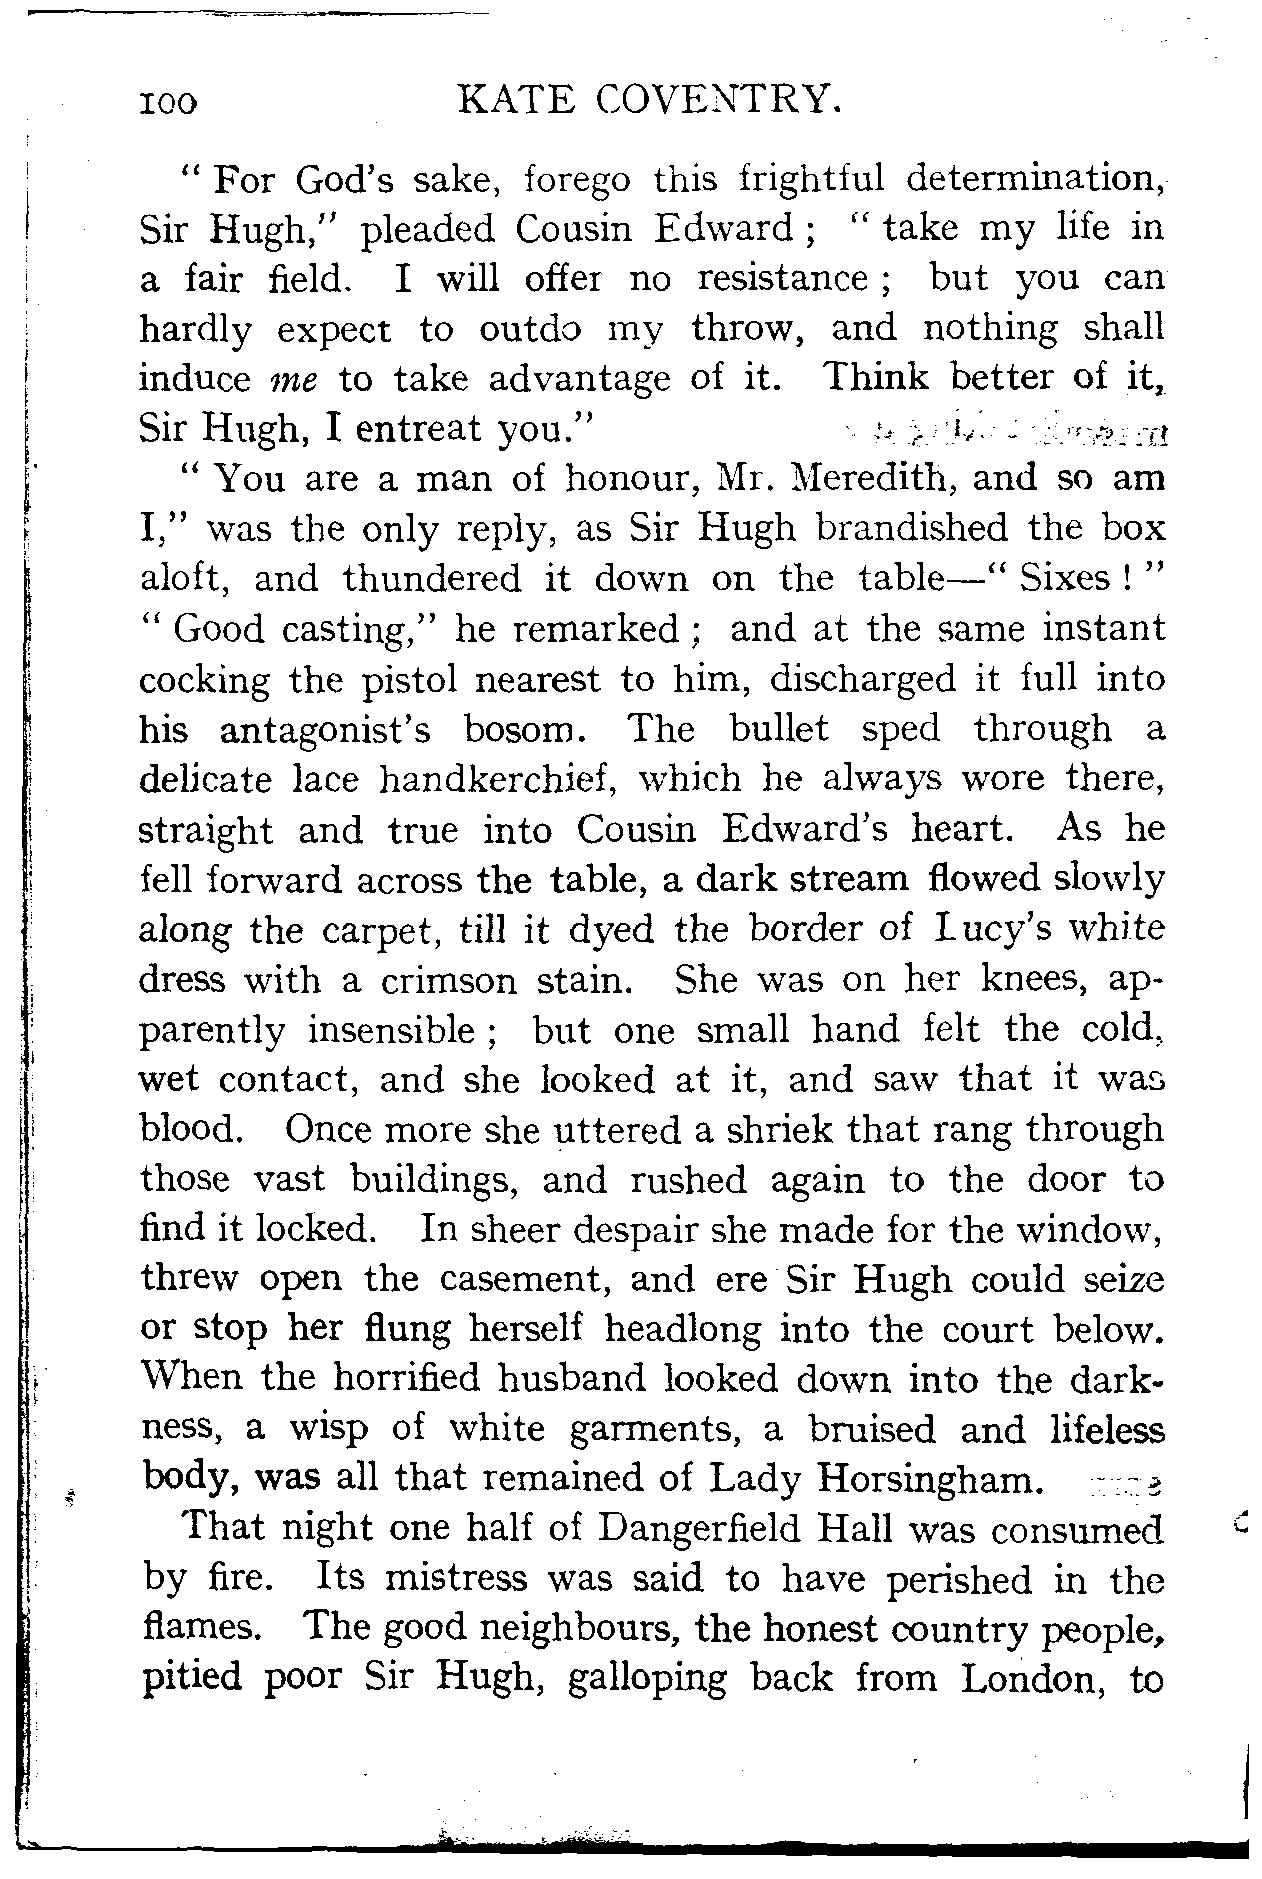 100 KATE COVENTRY.
“ For God's sake, forego this frightful determination,
Sir Hugh,” pleaded Cousin Edward ; “ take my life in
a fair field. I will offer no resistance ; but you can
hardly expect to outdo my throw, and nothing shall
induce me to take advantage of it. Think better of it,
Sir Hugh, I entreat you.”
“ You are a man of honour, Mr. Meredith, and so am
I,” was the only reply, as Sir Hugh brandished the box
aloft, and thundered it down on the table—“ Sixes ! ”
“ Good casting,” he remarked ; and at the same instant
cocking the pistol nearest to him, discharged it full into
his antagonist's bosom. The bullet sped through a
delicate lace handkerchief, which he always wore there,
straight and true into Cousin Edward's heart. As he
fell forward across the table, a dark stream flowed slowly
along the carpet, till it dyed the border of Lucy's white
dress with a crimson stain. She was on her knees, ap-
parently insensible ; but one small hand felt the cold,
wet contact, and she looked at it, and saw that it was
blood. Once more she uttered a shriek that rang through
those vast buildings, and rushed again to the door to
find it locked. In sheer despair she made for the window,
threw open the casement, and ere Sir Hugh could seize
or stop her flung herself headlong into the court below.
When the horrified husband looked down into the dark-
ness, a wisp of white garments, a bruised and lifeless
body, was all that remained of Lady Horsingham.
That night one half of Dangerfield Hall was consumed
by fire. Its mistress was said to have perished in the
flames. The good neighbours, the honest country people,
pitied poor Sir Hugh, galloping back from London, to